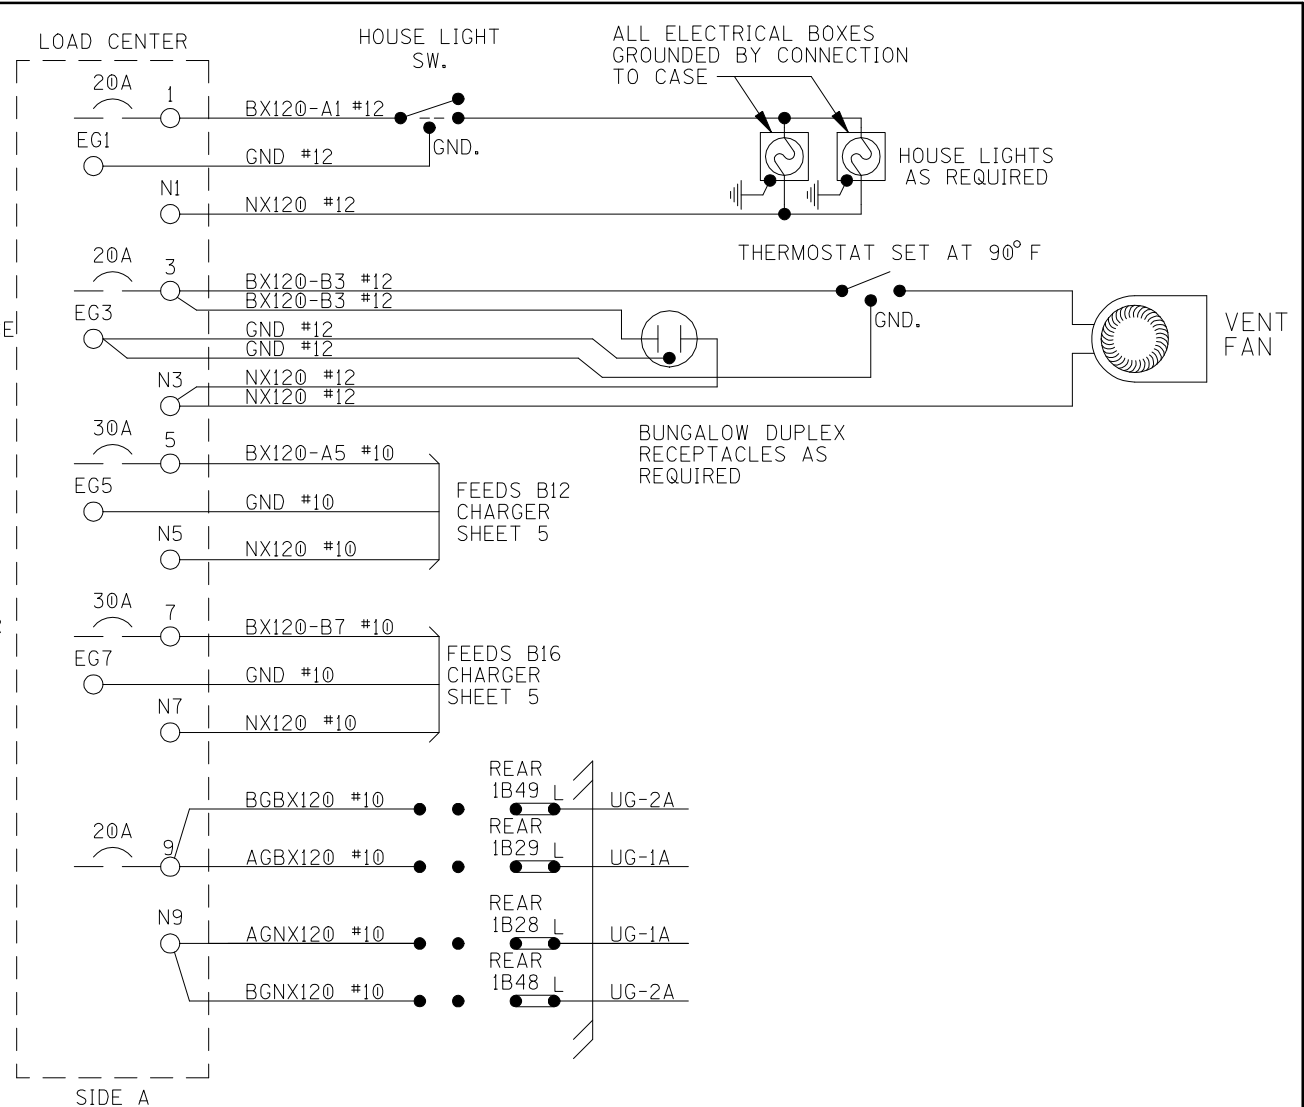 LOAD CENTER
HOUSE LIGHT
SW.
ALL ELECTRICAL BOXES
GROUNDED BY CONNECTION
TO CASE
20A
1
BX120-A1 #12
EG1
GND #12
GND.
HOUSE LIGHTS
AS REQUIRED
N1
NX120 #12
THERMOSTAT SET AT 90° F
20A
3
BX120-B3 #12
BX120-B3 #12
EG3
GND #12
GND #12
GND.
VENT
FAN
E
N3
NX120 #12
NX120 #12
BUNGALOW DUPLEX
RECEPTACLES AS
REQUIRED
30A
5
BX120-A5 #10
EG5
GND #10
FEEDS B12
CHARGER
SHEET 5
N5
NX120 #10
30A
7
BX120-B7 #10
EG7
GND #10
FEEDS B16
CHARGER
SHEET 5
N7
NX120 #10
REAR
1B49 L
BGBX120 #10
UG-2A
20A
9
REAR
1B29 L
AGBX120 #10
UG-1A
N9
REAR
1B28 L
AGNX120 #10
UG-1A
REAR
1B48 L
BGNX120 #10
UG-2A
SIDE A